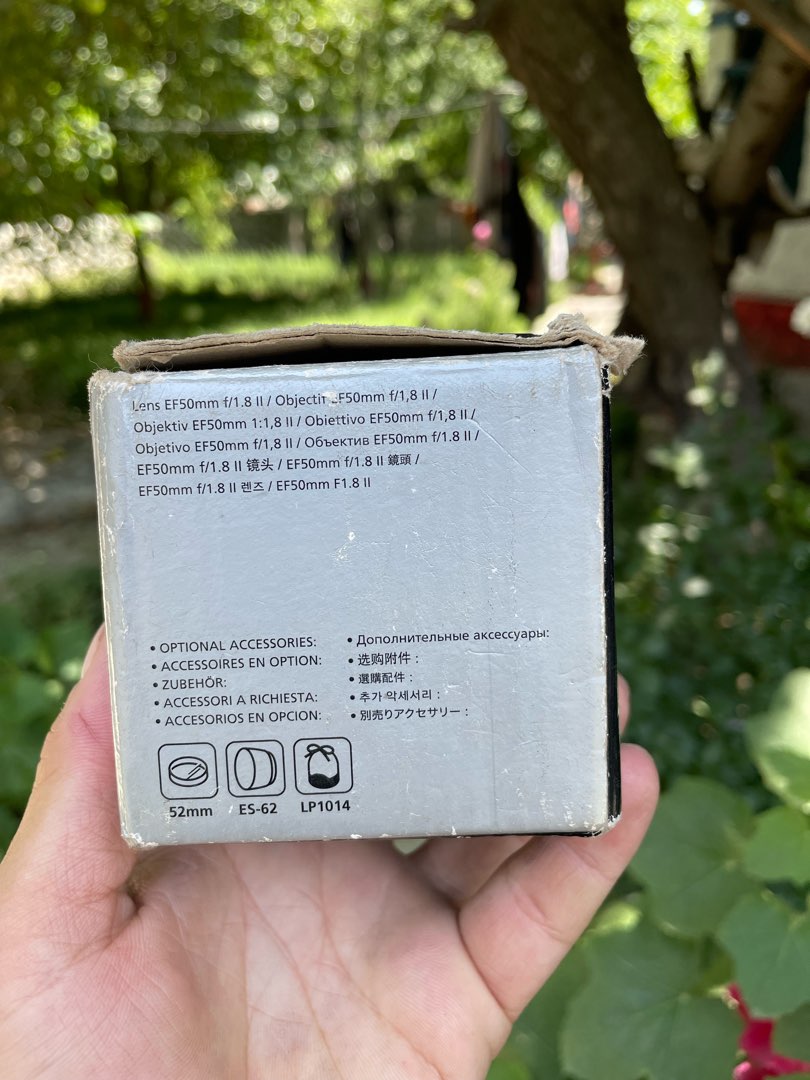 Lens EF50mm f/1.8 II / Objectif EF50mm f/1,8 II /
Objektiv EF50mm 1:1,8 II / Obiettivo EF50mm f/1,8 II /
Objetivo EF50mm f/1,8 II / Объектив EF50mm f/1.8 II /
EF50mm f/1.8 II 镜头 / EF50mm f/1.8 II 鏡頭 /
EF50mm f/1.8 II 렌즈 / EF50mm F1.8 II
• OPTIONAL ACCESSORIES:
• ACCESSOIRES EN OPTION:
• ZUBEHÖR:
• ACCESSORI A RICHIESTA:
• ACCESORIOS EN OPCION:
• Дополнительные аксессуары:
• 选购附件 :
• 選購配件 :
• 추가 악세서리 :
• 別売りアクセサリー :
52mm ES-62 LP1014